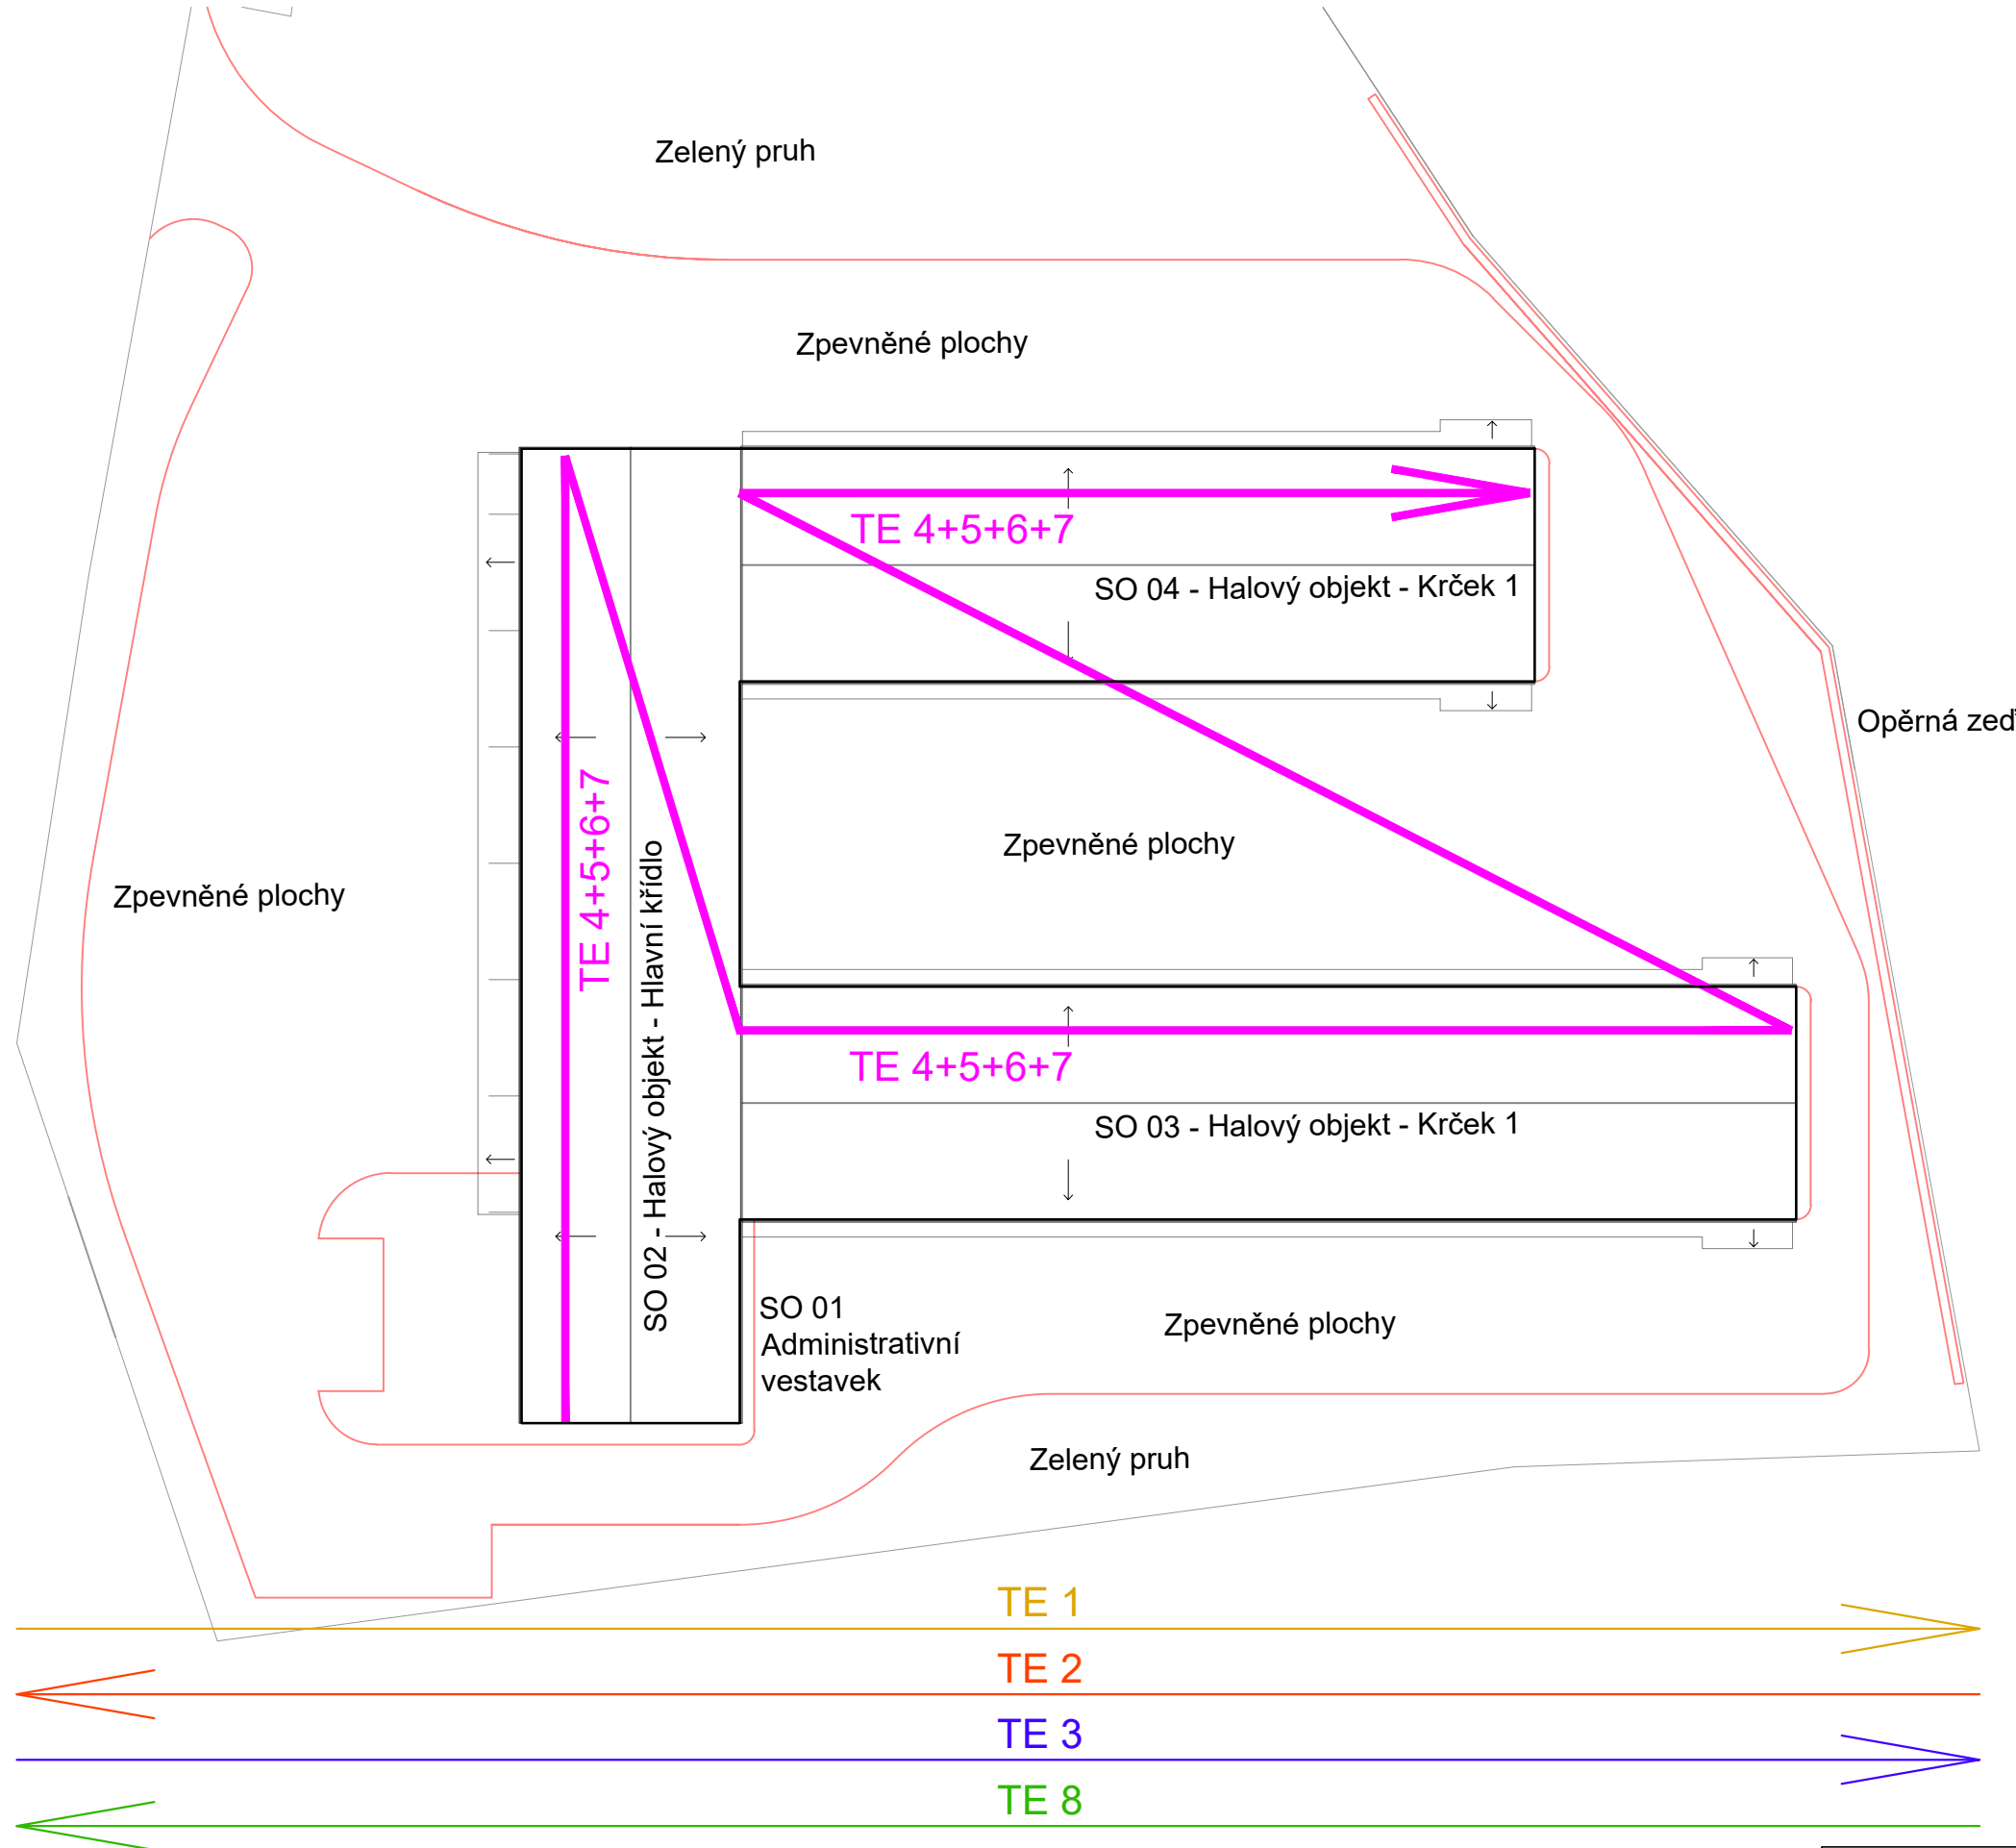 Zelený pruh
Zpevněné plochy
TE 4+5+6+7
SO 04 - Halový objekt - Krček 1
Opěrná zeď
TE 4+5+6+7
SO 02 - Halový objekt - Hlavní křídlo
Zpevněné plochy
Zpevněné plochy
TE 4+5+6+7
SO 03 - Halový objekt - Krček 1
SO 01
Administrativní
vestavek
Zpevněné plochy
Zelený pruh
TE 1
TE 2
TE 3
TE 8